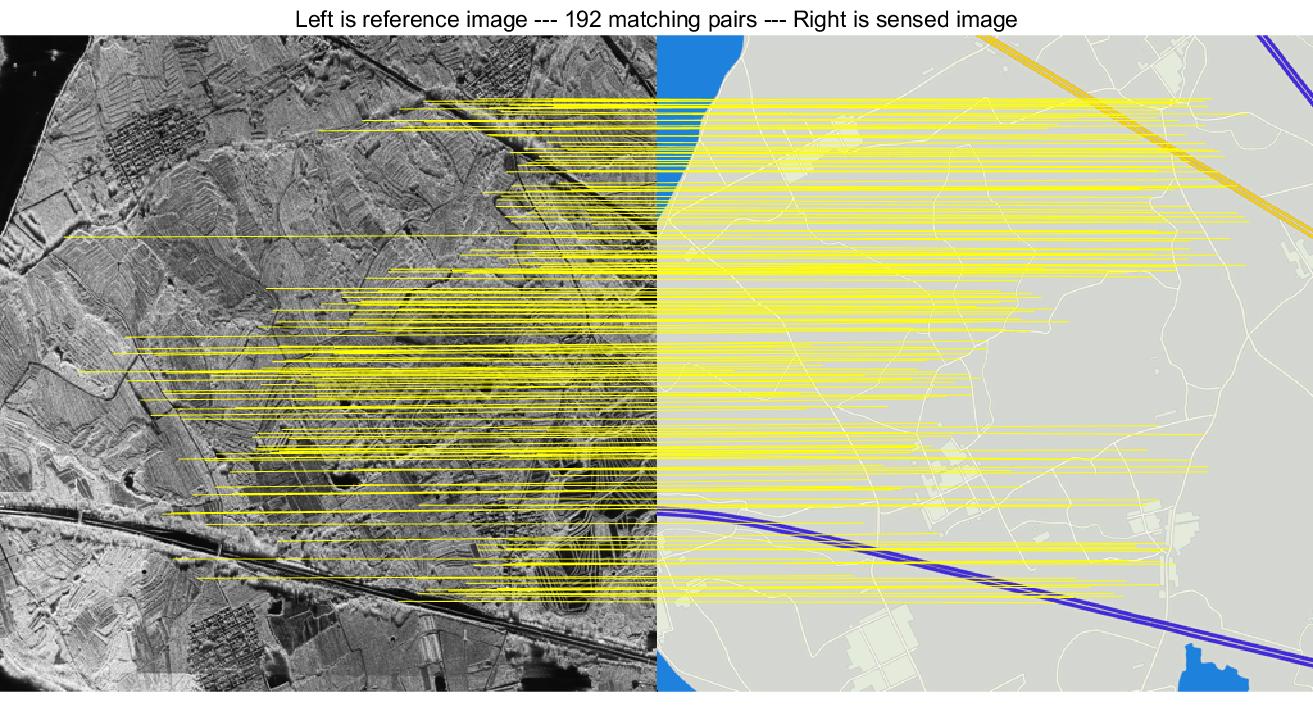 Left is reference image --- 192 matching pairs --- Right is sensed image